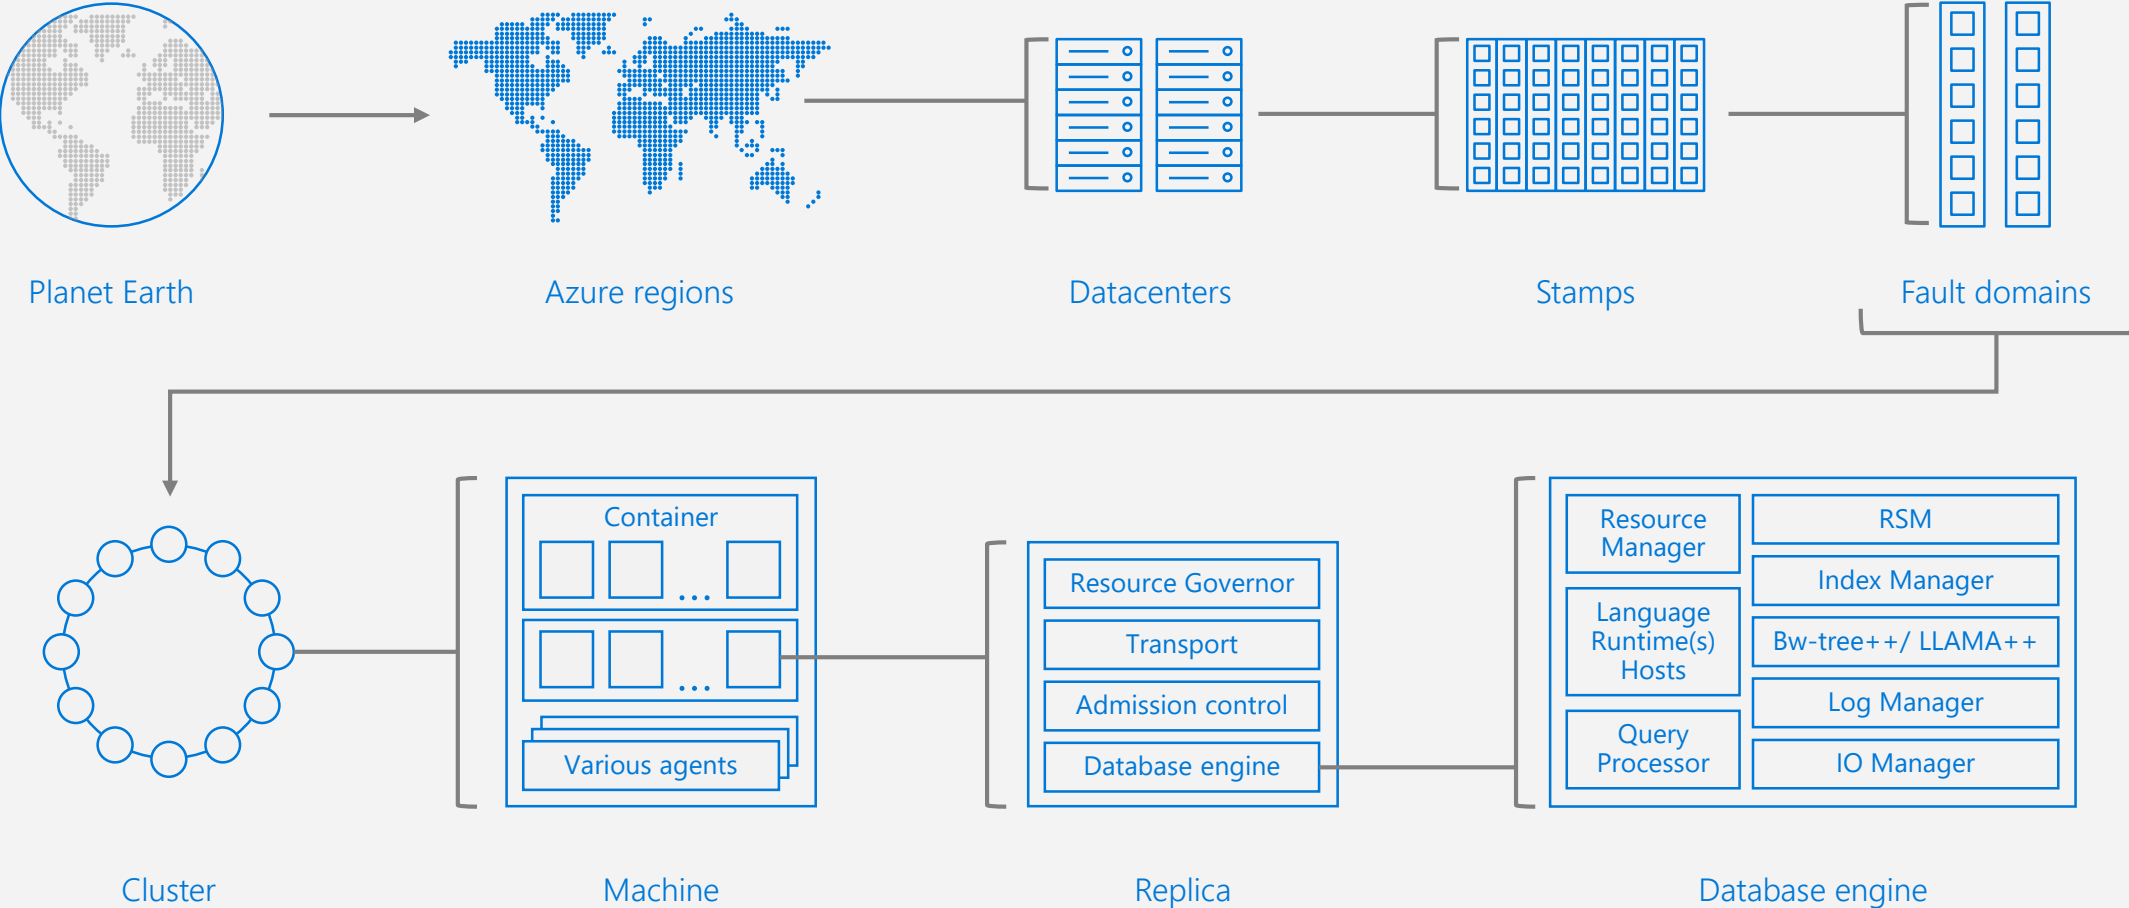 Planet Earth
Azure regions
Datacenters
Stamps
Fault domains
Container
...
...
Various agents
Resource Governor
Transport
Admission control
Database engine
Resource
Manager
Language
Runtime(s)
Hosts
Query
Processor
RSM
Index Manager
Bw-tree++/ LLAMA++
Log Manager
IO Manager
Cluster
Machine
Replica
Database engine